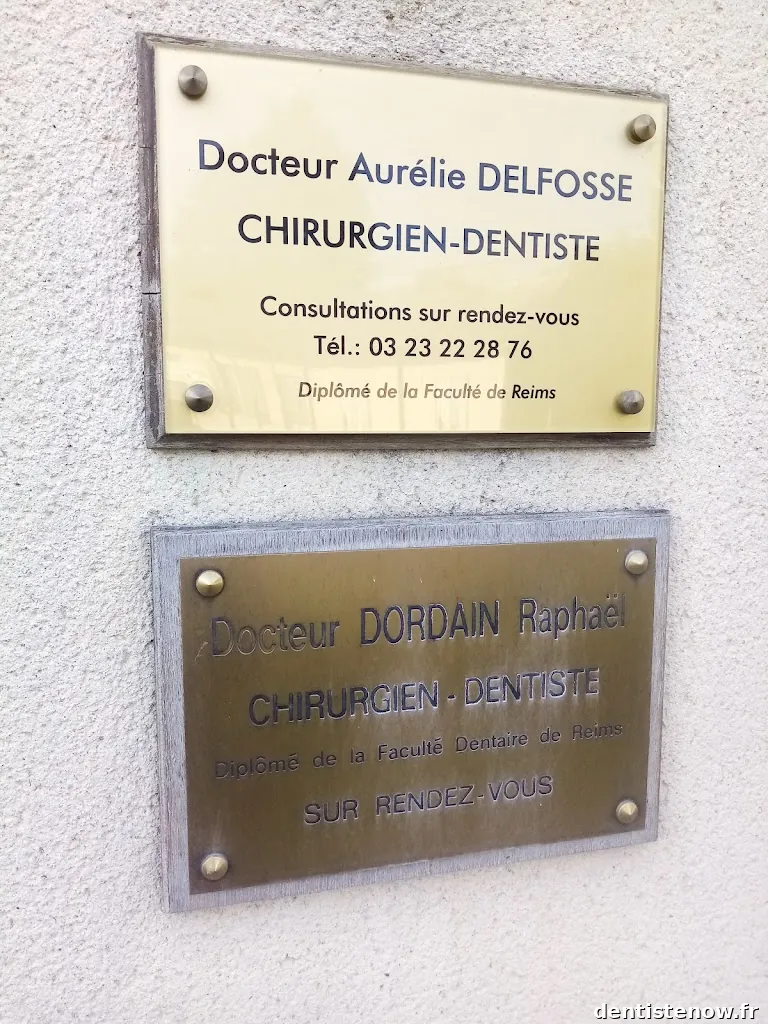 Docteur Aurélie DELFOSSE
CHIRURGIEN-DENTISTE
Consultations sur rendez-vous
Tél.: 03 23 22 28 76
Diplômé de la Faculté de Reims
Docteur DORDAIN Raphaël
CHIRURGIEN - DENTISTE
Diplômé de la Faculté Dentaire de Reims
SUR RENDEZ-VOUS
dentistenow.fr